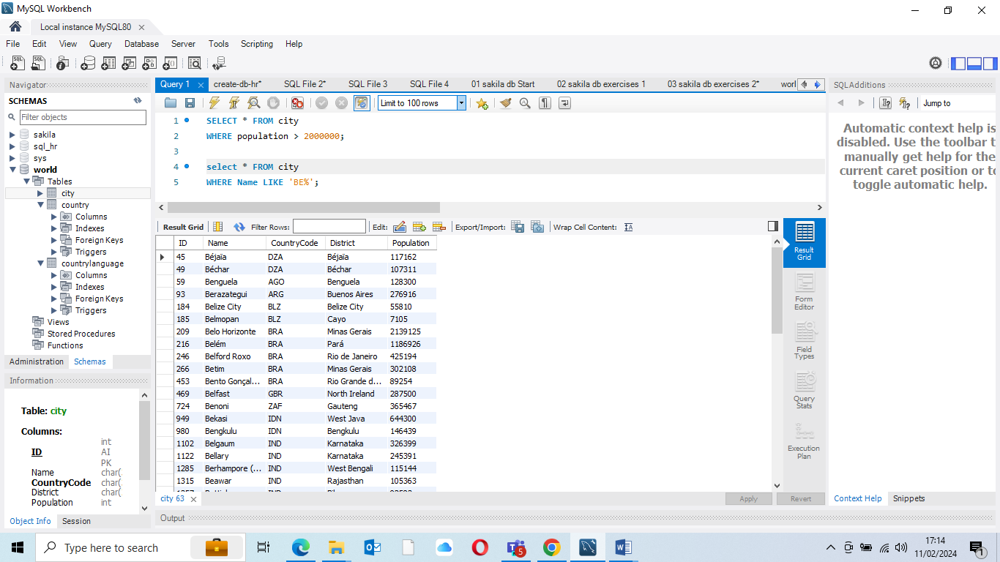 MySQL Workbench
Local instance MySQL80
File Edit View Query Database Server Tools Scripting Help
Navigator
SCHEMAS
Filter objects
sakila
sql_hr
sys
world
Tables
city
country
Columns
Indexes
Foreign Keys
Triggers
countrylanguage
Columns
Indexes
Foreign Keys
Triggers
Views
Stored Procedures
Functions
Administration Schemas
Information
Table: city
Columns:
ID int AI PK
Name char(
CountryCode char(
District char(
Population int
Object Info Session
Query 1 create-db-hr* SQL File 2* SQL File 3 SQL File 4 01 sakila db Start 02 sakila db exercises 1 03 sakila db exercises 2* worl
Limit to 100 rows
1 SELECT * FROM city
2 WHERE population > 2000000;
3
4 select * FROM city
5 WHERE Name LIKE 'BE%';
Result Grid Filter Rows: Edit: Export/Import: Wrap Cell Content:
ID Name CountryCode District Population
45 Béjaïa DZA Béjaïa 117162
49 Béchar DZA Béchar 107311
59 Benguela AGO Benguela 128300
93 Berazategui ARG Buenos Aires 276916
184 Belize City BLZ Belize City 55810
185 Belmopan BLZ Cayo 7105
209 Belo Horizonte BRA Minas Gerais 2139125
216 Belém BRA Pará 1186926
246 Belford Roxo BRA Rio de Janeiro 425194
266 Betim BRA Minas Gerais 302108
453 Bento Gonçal... BRA Rio Grande d... 89254
469 Belfast GBR North Ireland 287500
724 Benoni ZAF Gauteng 365467
949 Bekasi IDN West Java 644300
980 Bengkulu IDN Bengkulu 146439
1102 Belgaum IND Karnataka 326399
1122 Bellary IND Karnataka 245391
1285 Berhampore (... IND West Bengali 115144
1315 Beawar IND Rajasthan 105363
city 63
Apply Revert
Output
Result Grid
Form Editor
Field Types
Query Stats
Execution Plan
SQLAdditions
Jump to
Automatic context help is
disabled. Use the toolbar t
manually get help for the
current caret position or to
toggle automatic help.
Context Help Snippets
Type here to search
5
17:14
11/02/2024
1